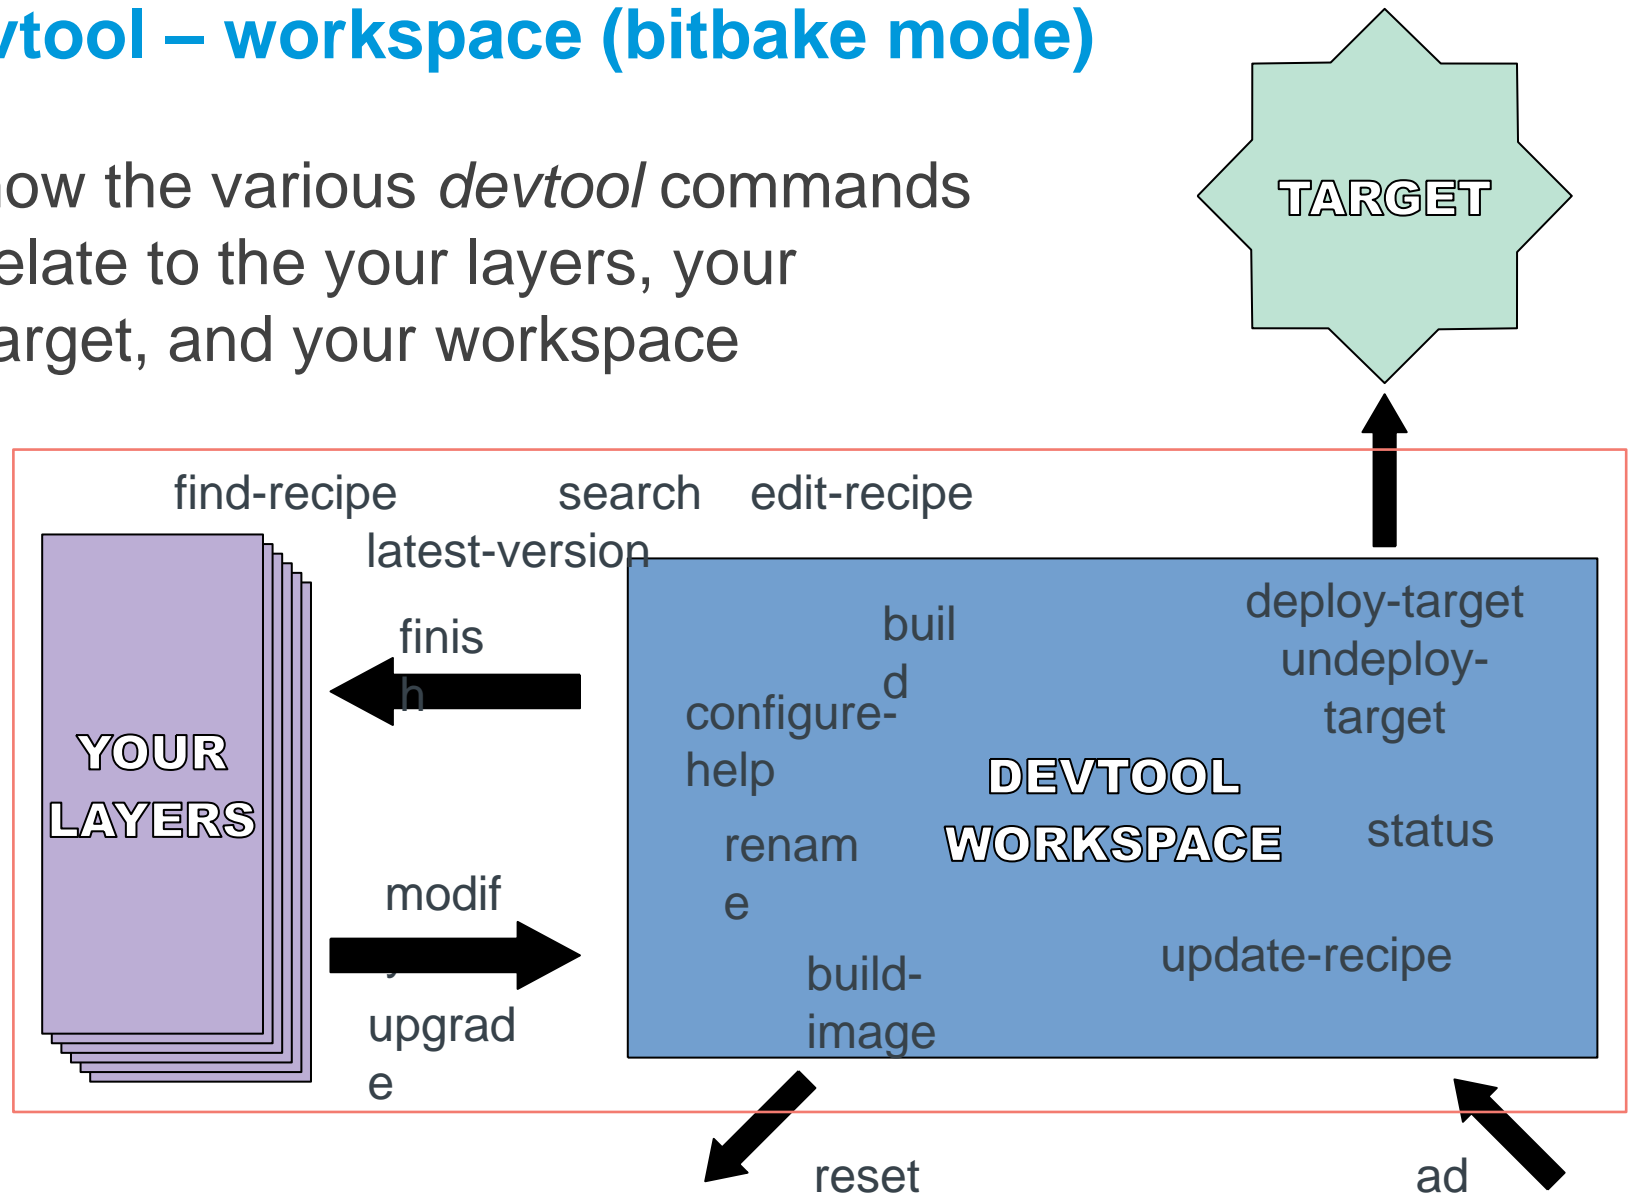 vtool – workspace (bitbake mode)
how the various devtool commands
elate to the your layers, your
arget, and your workspace
TARGET
find-recipe
search
edit-recipe
latest-version
finis
h
buil
d
deploy-target
undeploy-
target
configure-
help
YOUR
LAYERS
DEVTOOL
WORKSPACE
renam
e
status
modif
y
upgrad
e
build-
image
update-recipe
reset
ad